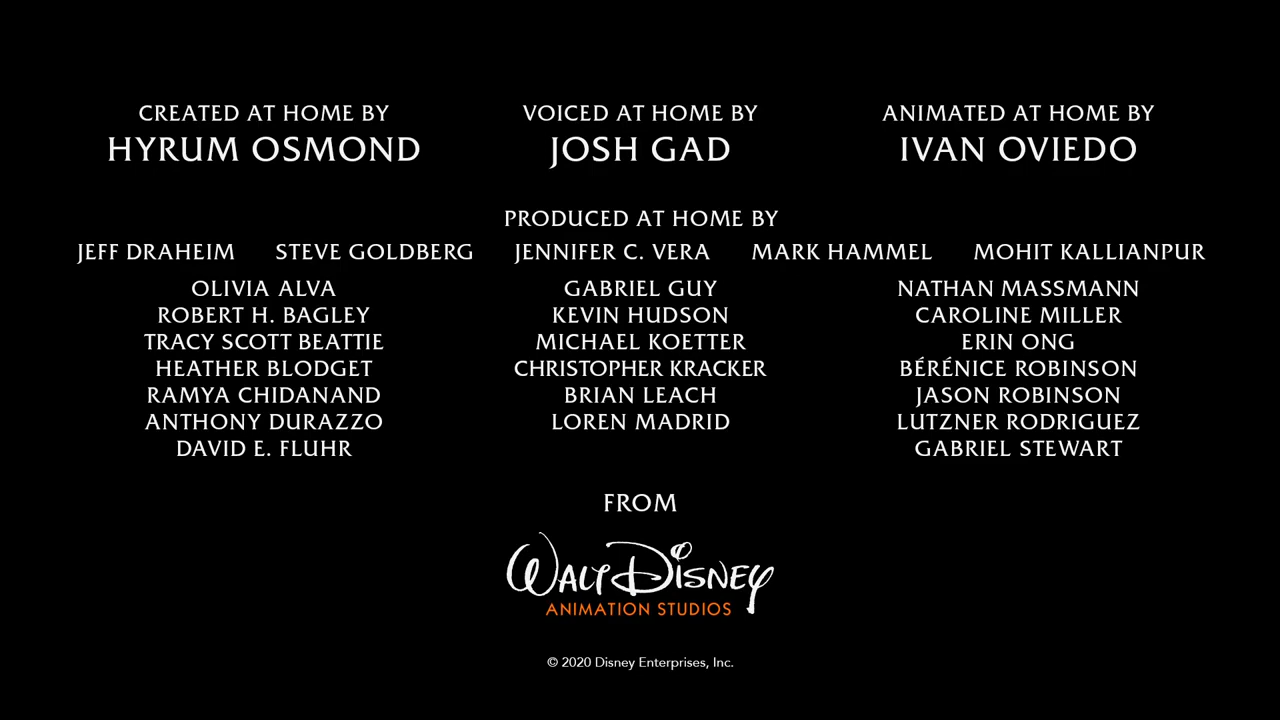 CREATED AT HOME BY
HYRUM OSMOND
VOICED AT HOME BY
JOSH GAD
ANIMATED AT HOME BY
IVAN OVIEDO
PRODUCED AT HOME BY
JEFF DRAHEIM STEVE GOLDBERG JENNIFER C. VERA MARK HAMMEL MOHIT KALLIANPUR
OLIVIA ALVA
ROBERT H. BAGLEY
TRACY SCOTT BEATTIE
HEATHER BLODGET
RAMYA CHIDANAND
ANTHONY DURAZZO
DAVID E. FLUHR
GABRIEL GUY
KEVIN HUDSON
MICHAEL KOETTER
CHRISTOPHER KRACKER
BRIAN LEACH
LOREN MADRID
NATHAN MASSMANN
CAROLINE MILLER
ERIN ONG
BÉRÉNICE ROBINSON
JASON ROBINSON
LUTZNER RODRIGUEZ
GABRIEL STEWART
FROM
WALT DISNEY
ANIMATION STUDIOS
© 2020 Disney Enterprises, Inc.